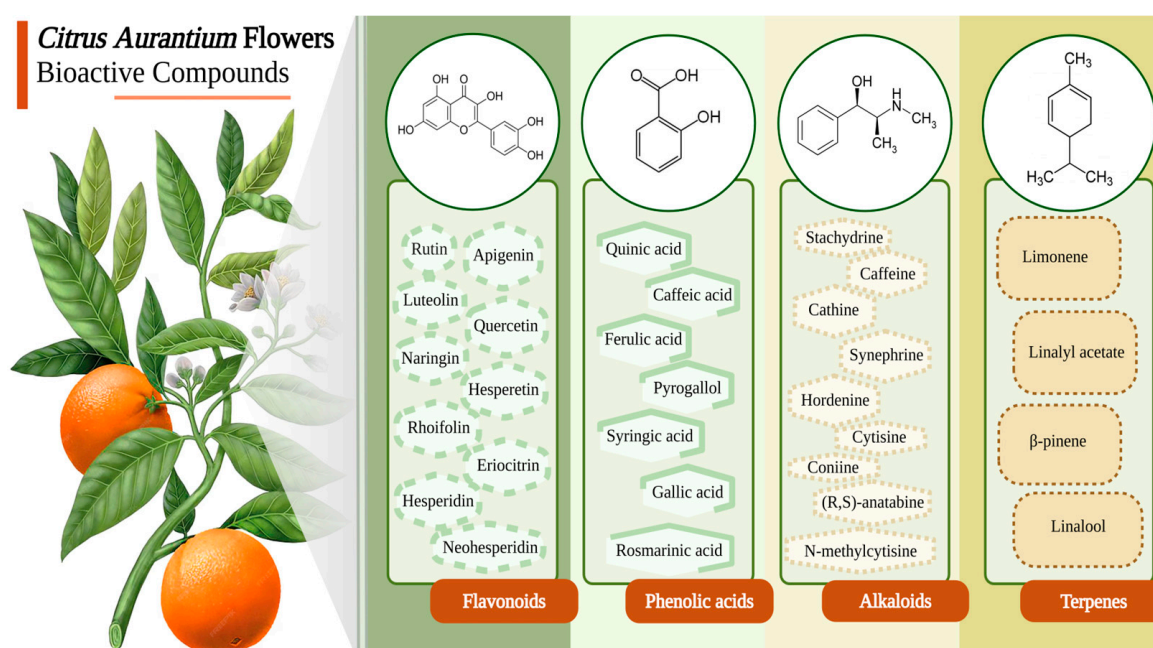 Citrus Aurantium Flowers
Bioactive Compounds
OH
O
OH
HO
O
OH
OH
O
OH
OH
OH
H
N
CH3
CH3
CH3
H3C
CH3
Rutin
Apigenin
Luteolin
Quercetin
Naringin
Hesperetin
Rhoifolin
Eriocitrin
Hesperidin
Neohesperidin
Flavonoids
Quinic acid
Caffeic acid
Ferulic acid
Pyrogallol
Syringic acid
Gallic acid
Rosmarinic acid
Phenolic acids
Stachydrine
Caffeine
Cathine
Synephrine
Hordenine
Cytisine
Coniine
(R,S)-anatabine
N-methylcytisine
Alkaloids
Limonene
Linalyl acetate
β-pinene
Linalool
Terpenes